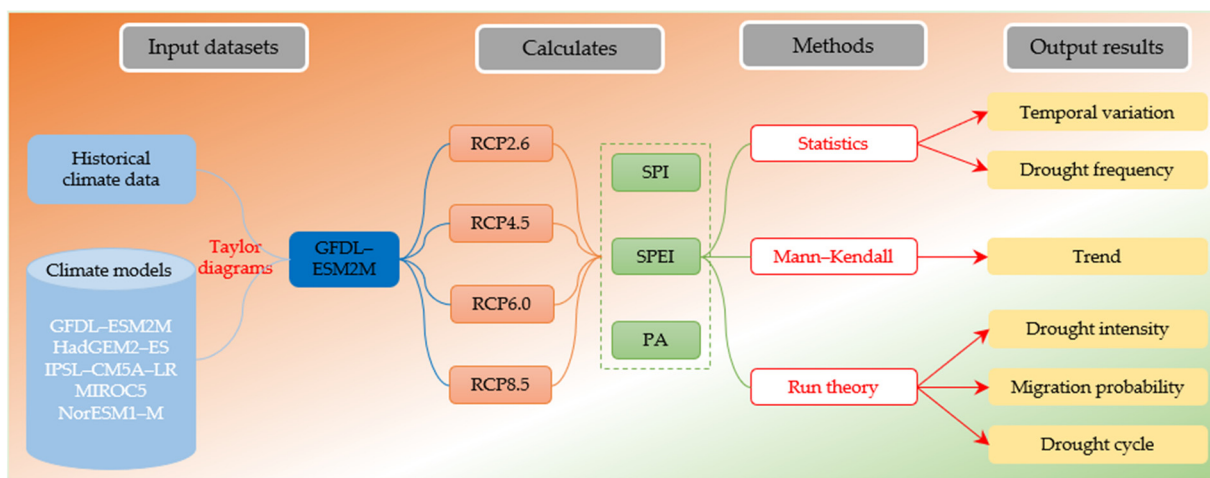 Input datasets
Calculates
Methods
Output results
Historical
climate data
Climate models
GFDL–ESM2M
HadGEM2–ES
IPSL–CM5A–LR
MIROC5
NorESM1–M
Taylor
diagrams
GFDL–
ESM2M
RCP2.6
RCP4.5
RCP6.0
RCP8.5
SPI
SPEI
PA
Statistics
Mann–Kendall
Run theory
Temporal variation
Drought frequency
Trend
Drought intensity
Migration probability
Drought cycle